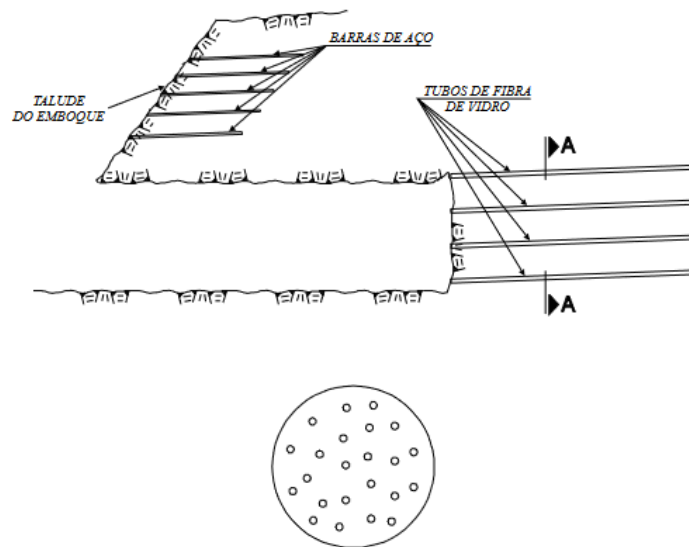 BARRAS DE AÇO
TALUDE
DO EMBOQUE
TUBOS DE FIBRA
DE VIDRO
A
A